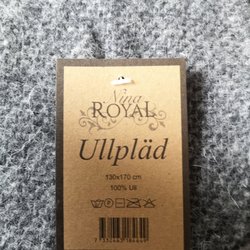 Nina
ROYAL
Ullpläd
130x170 cm
100% Ull